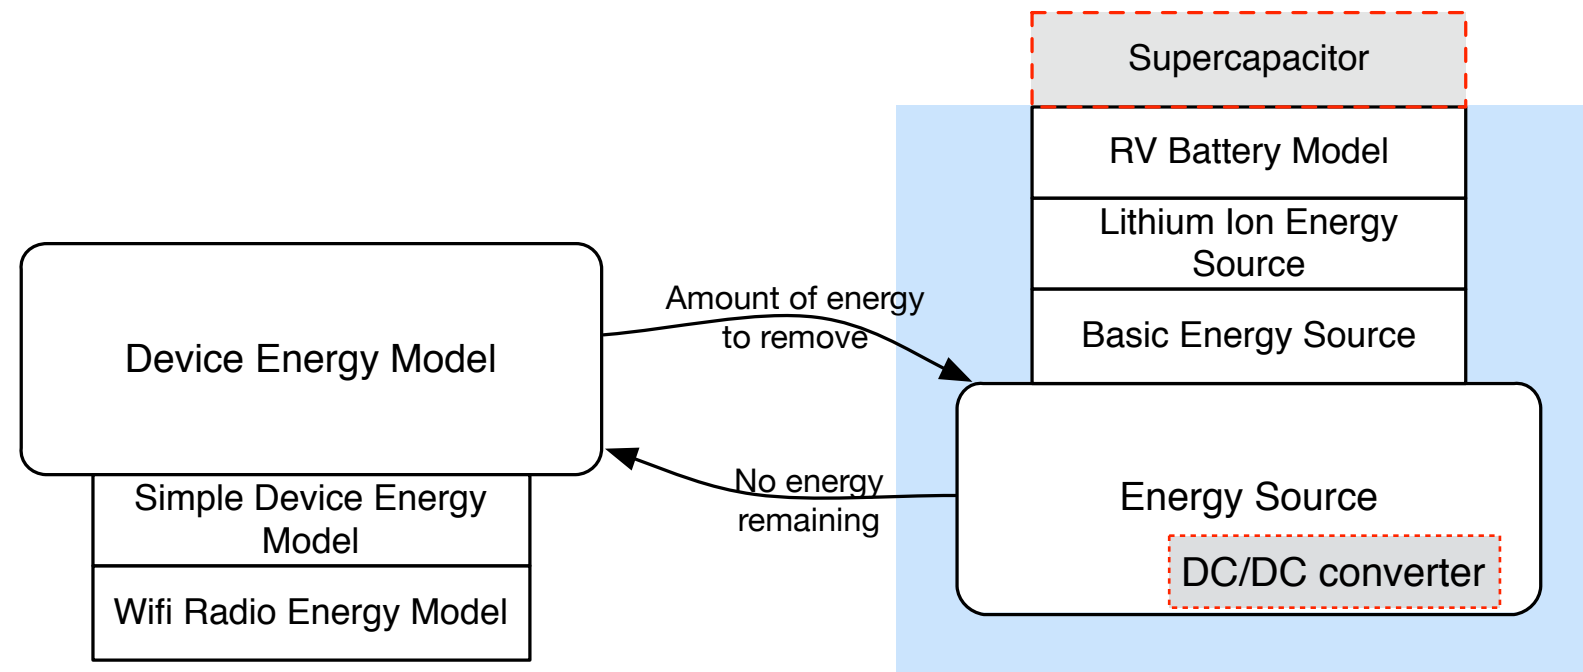 Supercapacitor
RV Battery Model
Lithium Ion Energy
Source
Basic Energy Source
Amount of energy
to remove
Device Energy Model
No energy
remaining
Energy Source
DC/DC converter
Simple Device Energy
Model
Wifi Radio Energy Model